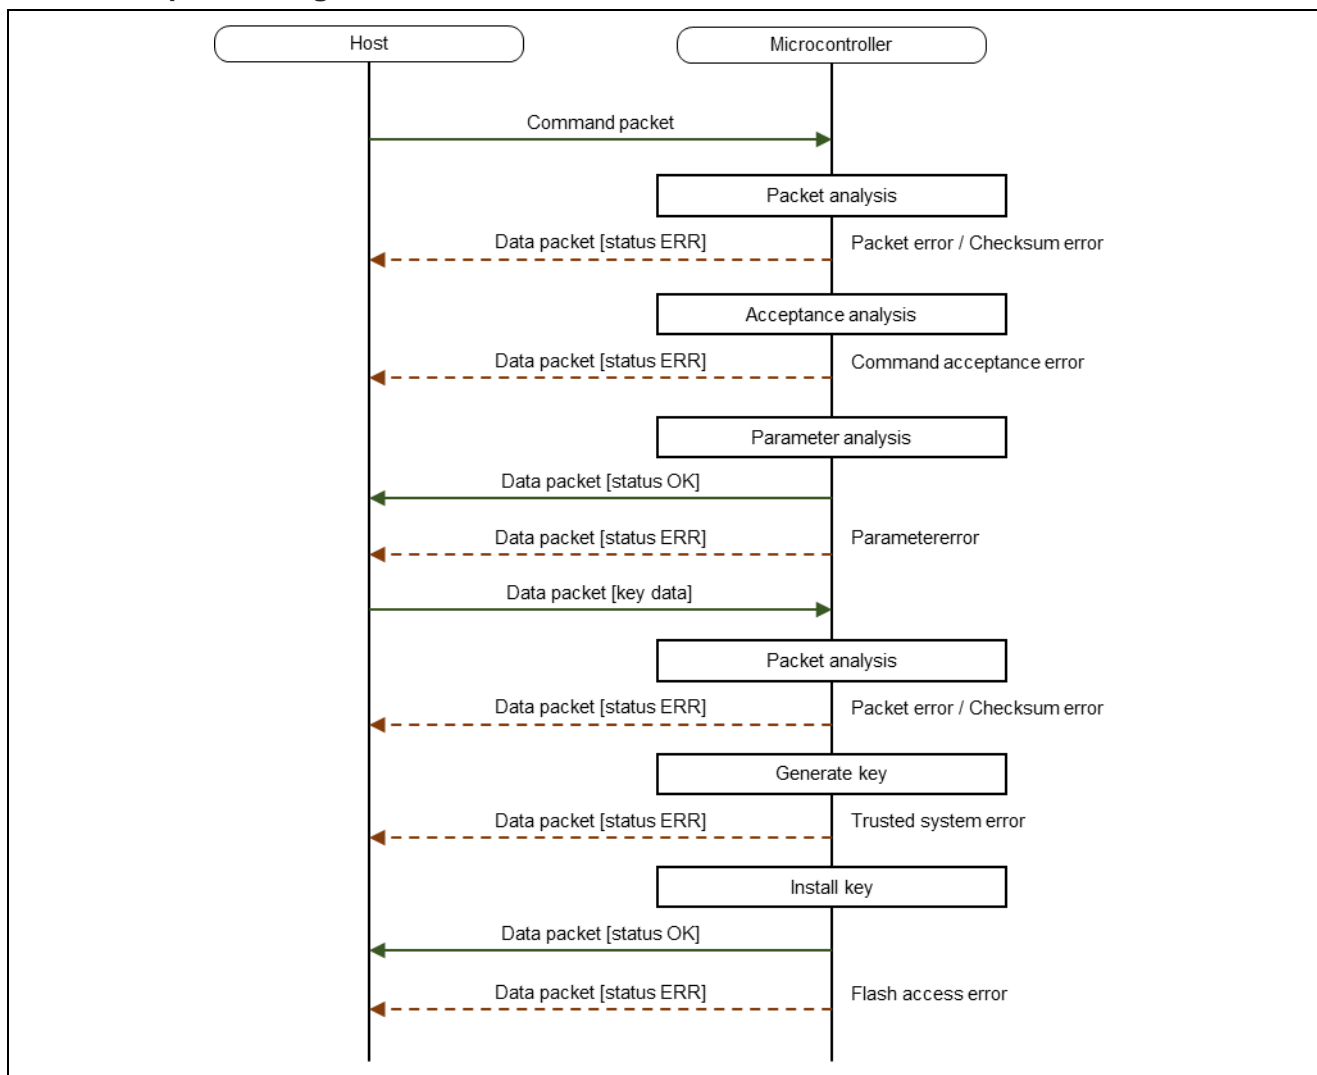 Host
Microcontroller
Command packet
Packet analysis
Data packet [status ERR]
Packet error / Checksum error
Acceptance analysis
Data packet [status ERR]
Command acceptance error
Parameter analysis
Data packet [status OK]
Data packet [status ERR]
Parametererror
Data packet [key data]
Packet analysis
Data packet [status ERR]
Packet error / Checksum error
Generate key
Data packet [status ERR]
Trusted system error
Install key
Data packet [status OK]
Data packet [status ERR]
Flash access error